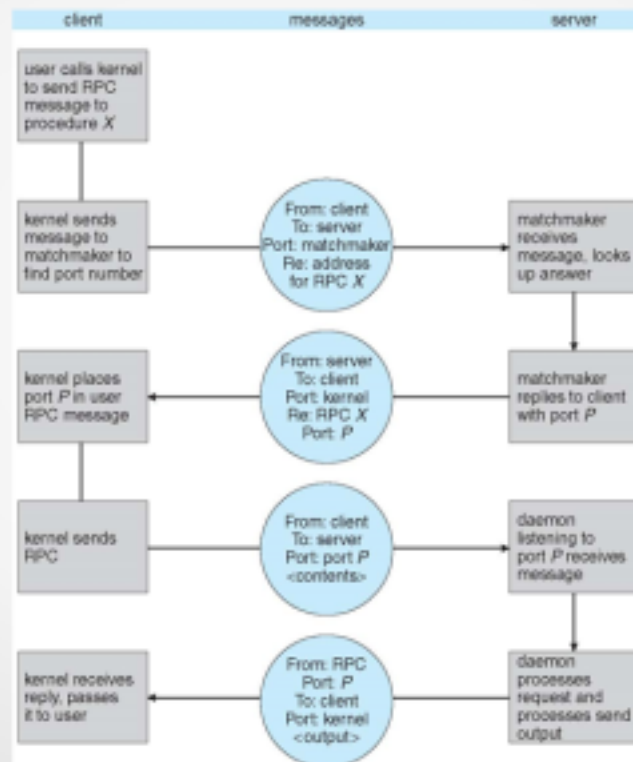 client messages server
user calls kernel
to send RPC
message to
procedure X
kernel sends
message to
matchmaker to
find port number
From: client
To: server
Port: matchmaker
Re: address
for RPC X
matchmaker
receives
message, looks
up answer
kernel places
port P in user
RPC message
From: server
To: client
Port: kernel
Re: RPC X
Port: P
matchmaker
replies to client
with port P
kernel sends
RPC
From: client
To: server
Port: port P
<contents>
daemon
listening to
port P receives
message
kernel receives
reply, passes
it to user
From: RPC
Port: P
To: client
Port: kernel
<output>
daemon
processes
request and
processes send
output